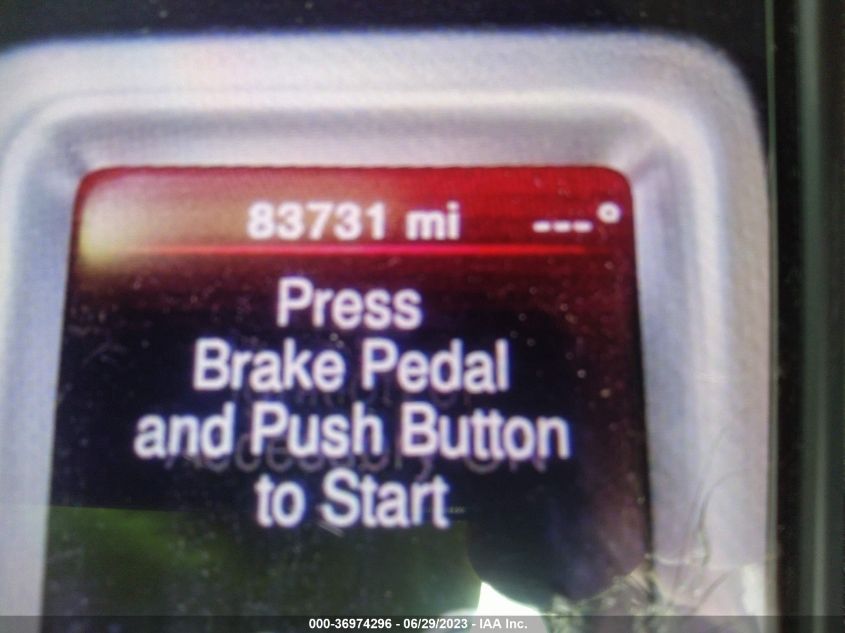 83731 mi ---°
Press
Brake Pedal
and Push Button
to Start
000-36974296 - 06/29/2023 - IAA Inc.